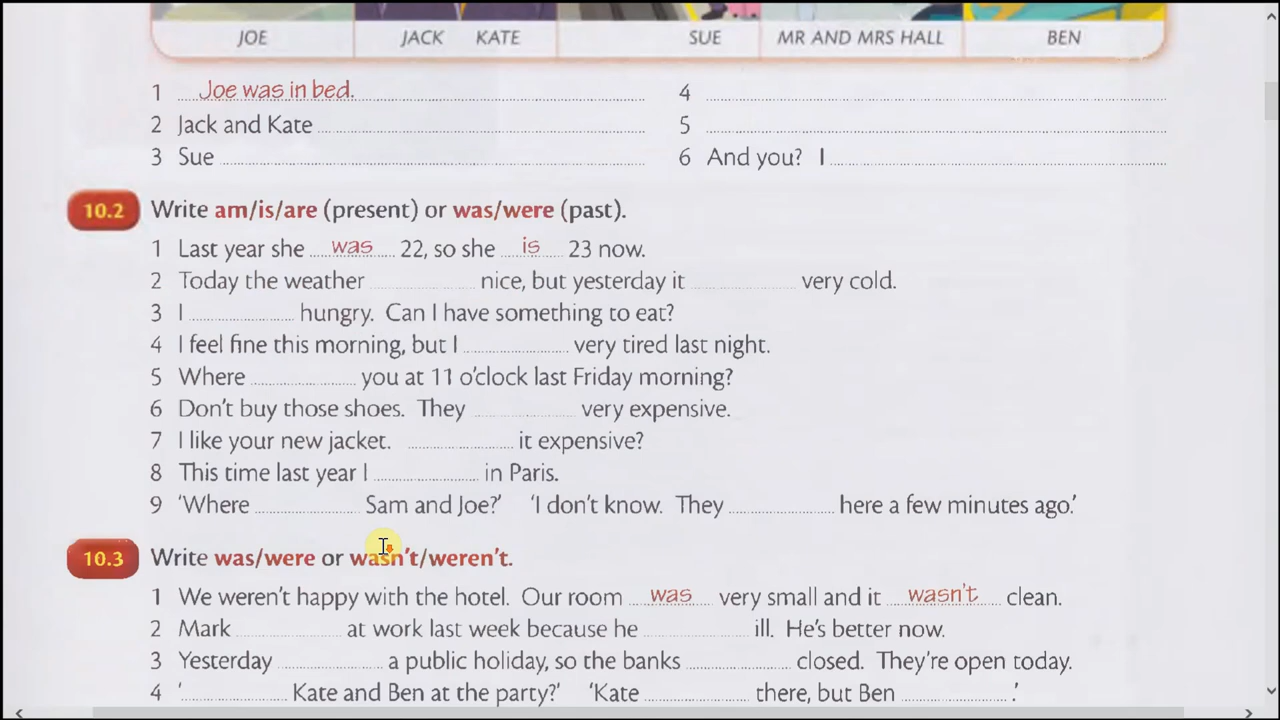 JOE JACK KATE SUE MR AND MRS HALL BEN
1 Joe was in bed. 4
2 Jack and Kate 5
3 Sue 6 And you? I
10.2 Write am/is/are (present) or was/were (past).
1 Last year she was 22, so she is 23 now.
2 Today the weather nice, but yesterday it very cold.
3 I hungry. Can I have something to eat?
4 I feel fine this morning, but I very tired last night.
5 Where you at 11 o'clock last Friday morning?
6 Don't buy those shoes. They very expensive.
7 I like your new jacket. it expensive?
8 This time last year I in Paris.
9 'Where Sam and Joe?' 'I don't know. They here a few minutes ago.'
10.3 Write was/were or wasn't/weren't.
1 We weren't happy with the hotel. Our room was very small and it wasn't clean.
2 Mark at work last week because he ill. He's better now.
3 Yesterday a public holiday, so the banks closed. They're open today.
4 ' Kate and Ben at the party?' 'Kate there, but Ben .'